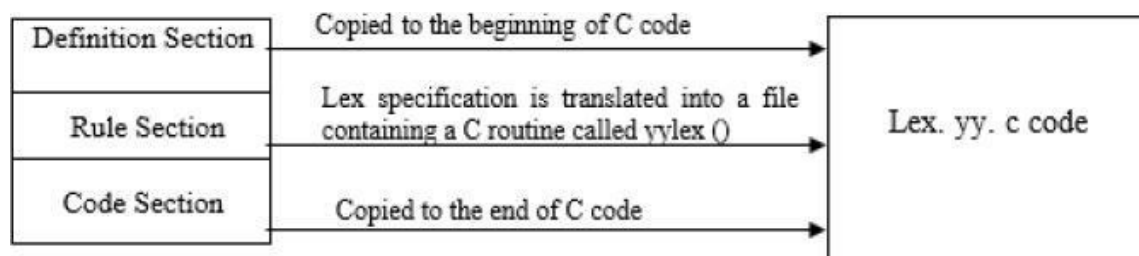 Definition Section
Copied to the beginning of C code
Rule Section
Lex specification is translated into a file
containing a C routine called yylex ()
Lex. yy. c code
Code Section
Copied to the end of C code